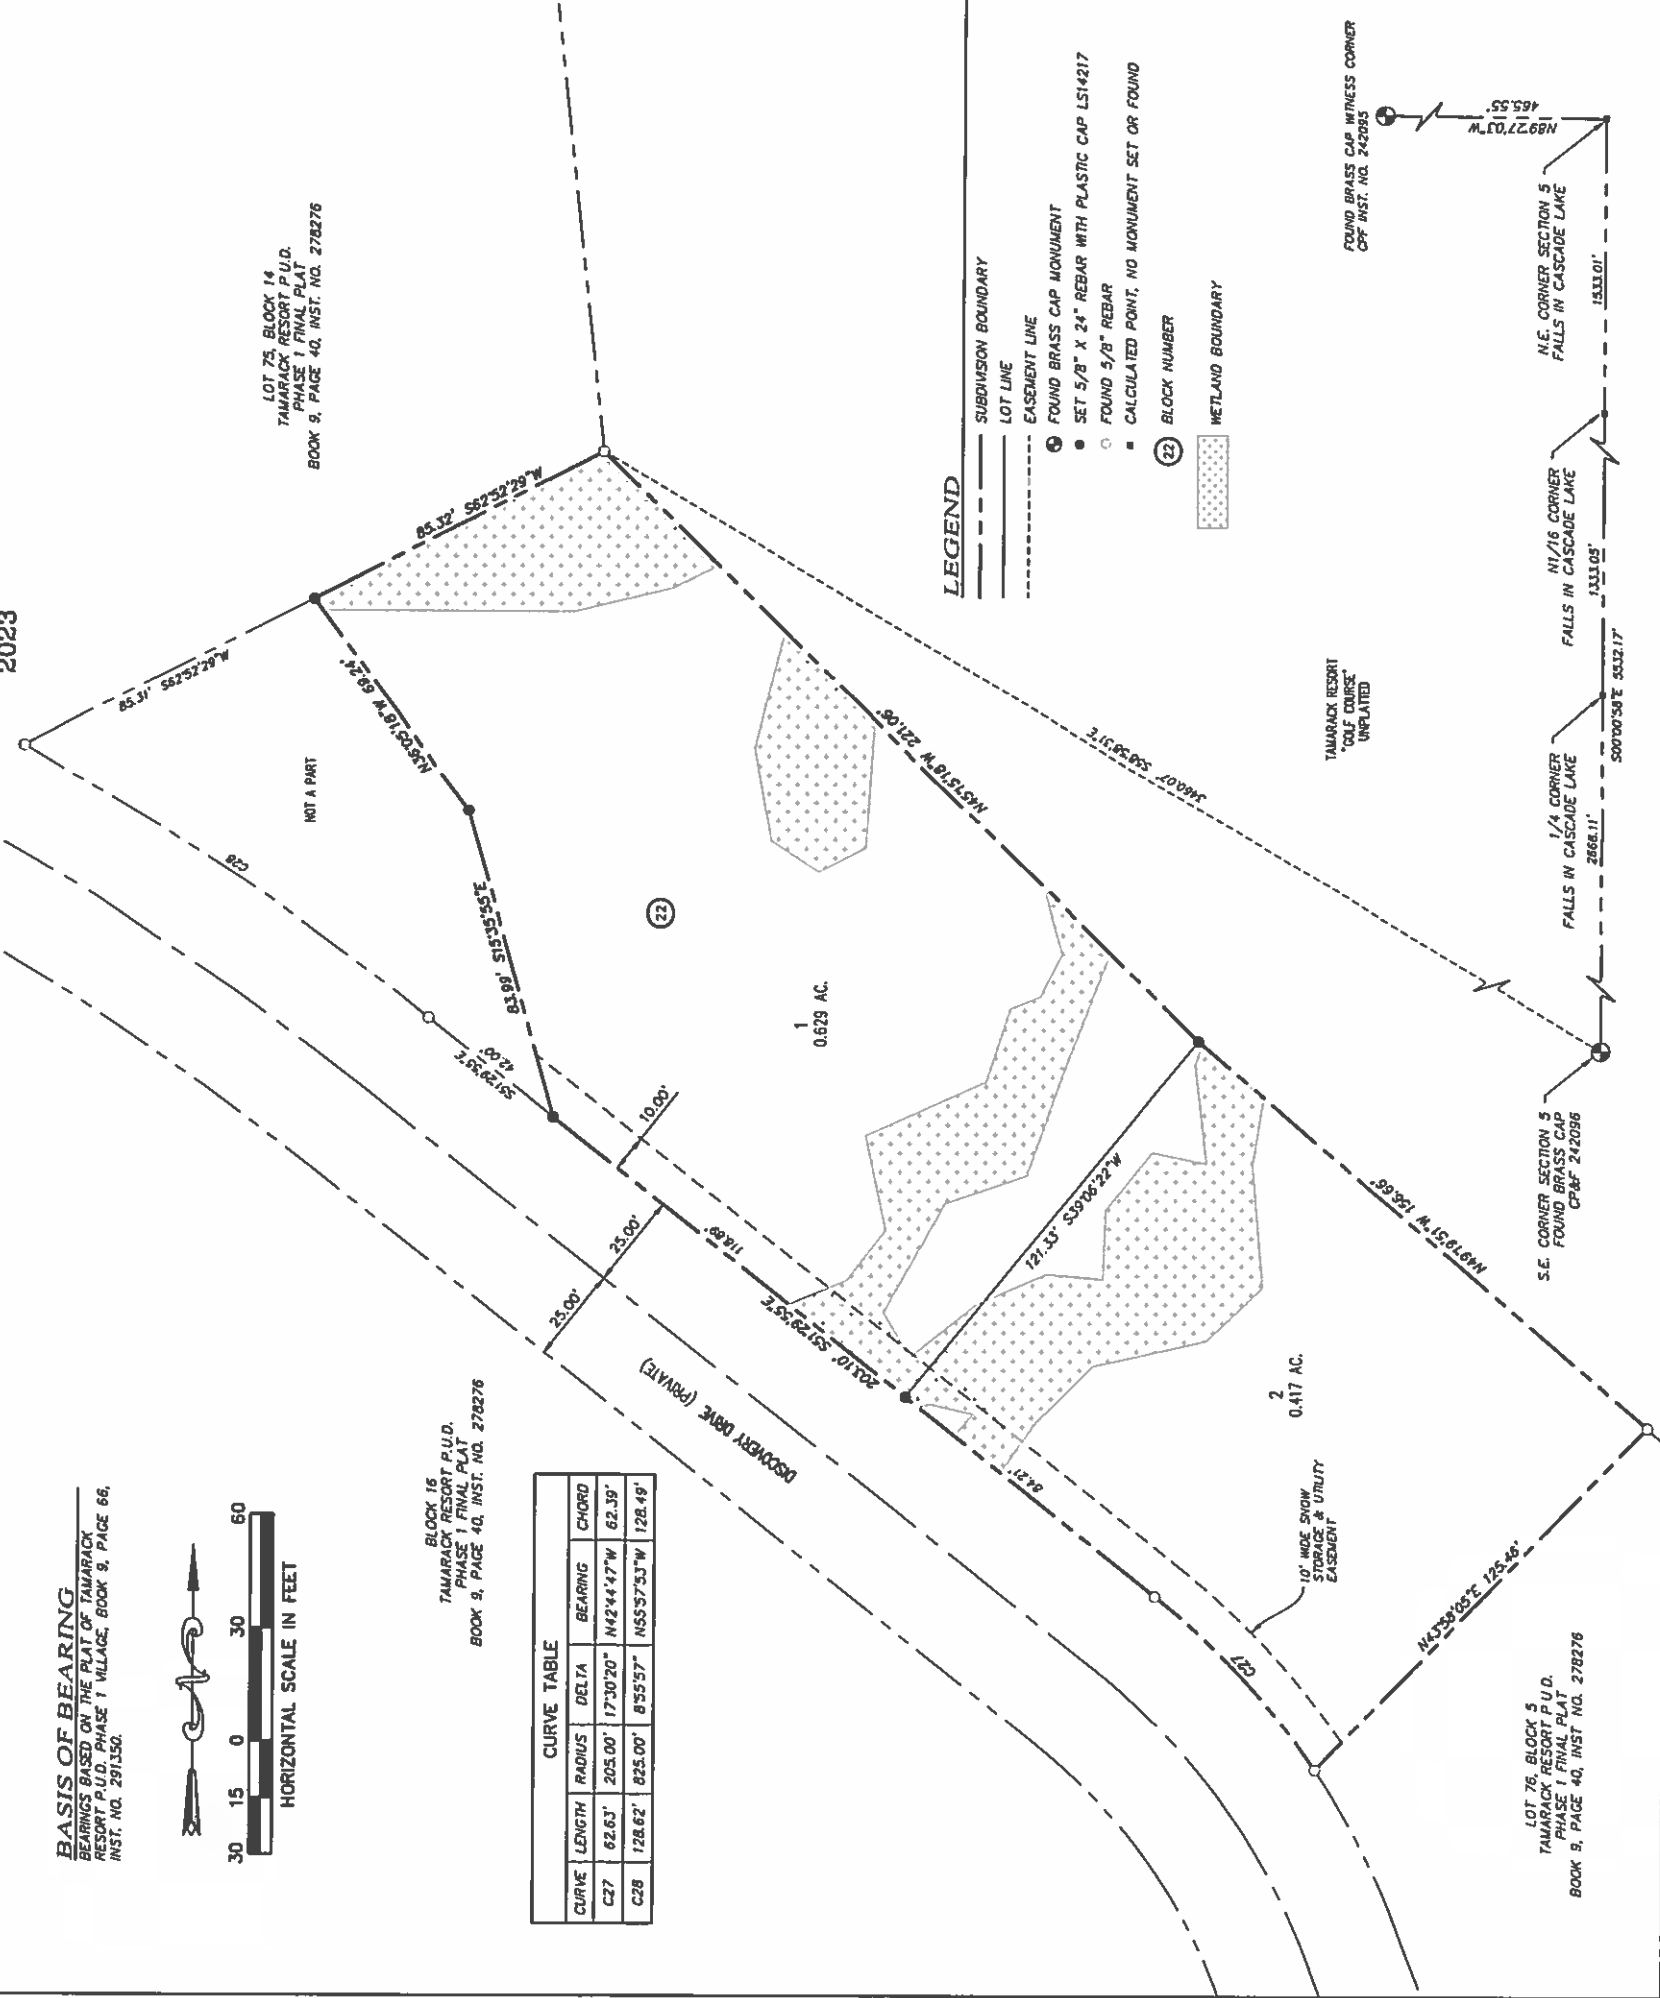 2023
BASIS OF BEARING
BEARINGS BASED ON THE PLAT OF TAMARACK
RESORT P.U.D. PHASE 1 VILLAGE, BOOK 9, PAGE 66,
INST. NO. 291350.
30 15 0 30 60
HORIZONTAL SCALE IN FEET
LOT 75, BLOCK 14
TAMARACK RESORT P.U.D.
PHASE 1 FINAL PLAT
BOOK 9, PAGE 40, INST. NO. 278276
85.31' S62°52'29"W
85.32' S62°52'29"W
N36°05'18"W 69.24'
NOT A PART
C28
83.99' S15°35'55"E
S51°29'55"E
42.00'
22
1
0.629 AC.
N45°15'18"W 221.06'
3460.07' S58°58'31"E
10.00'
25.00'
25.00'
118.89'
203.10' S51°29'55"E
DISCOVERY DRIVE (PRIVATE)
121.33' S39°06'22"W
84.21'
2
0.417 AC.
N49°19'51"W 156.66'
10' WIDE SNOW
STORAGE & UTILITY
EASEMENT
C27
N43°58'05"E 125.46'
BLOCK 16
TAMARACK RESORT P.U.D.
PHASE 1 FINAL PLAT
BOOK 9, PAGE 40, INST. NO. 278276
CURVE TABLE
CURVE LENGTH RADIUS DELTA BEARING CHORD
C27 62.63' 205.00' 17°30'20" N42°44'47"W 62.39'
C28 128.62' 825.00' 8°55'57" N55°57'53"W 128.49'
LEGEND
SUBDIVISION BOUNDARY
LOT LINE
EASEMENT LINE
FOUND BRASS CAP MONUMENT
SET 5/8" X 24" REBAR WITH PLASTIC CAP LS14217
FOUND 5/8" REBAR
CALCULATED POINT, NO MONUMENT SET OR FOUND
22 BLOCK NUMBER
WETLAND BOUNDARY
TAMARACK RESORT
"GOLF COURSE"
UNPLATTED
FOUND BRASS CAP WITNESS CORNER
CPF INST. NO. 242095
N89°27'03"W
465.55'
N.E. CORNER SECTION 5
FALLS IN CASCADE LAKE
1533.01'
N1/16 CORNER
FALLS IN CASCADE LAKE
1333.05'
1/4 CORNER
FALLS IN CASCADE LAKE
2666.11'
S00°00'58"E 5532.17'
S.E. CORNER SECTION 5
FOUND BRASS CAP
CP&F 242096
LOT 76, BLOCK 5
TAMARACK RESORT P.U.D.
PHASE 1 FINAL PLAT
BOOK 9, PAGE 40, INST NO. 278276